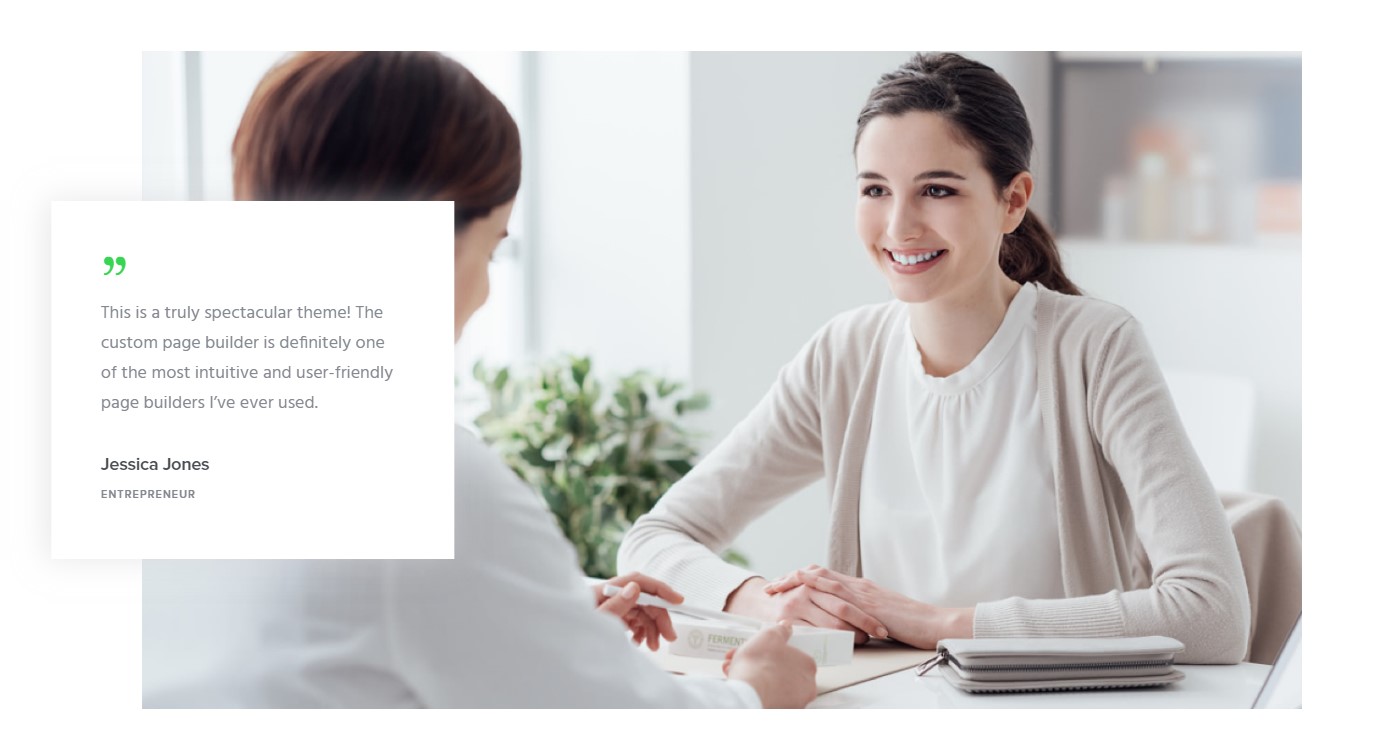 ”
This is a truly spectacular theme! The
custom page builder is definitely one
of the most intuitive and user-friendly
page builders I’ve ever used.
Jessica Jones
ENTREPRENEUR